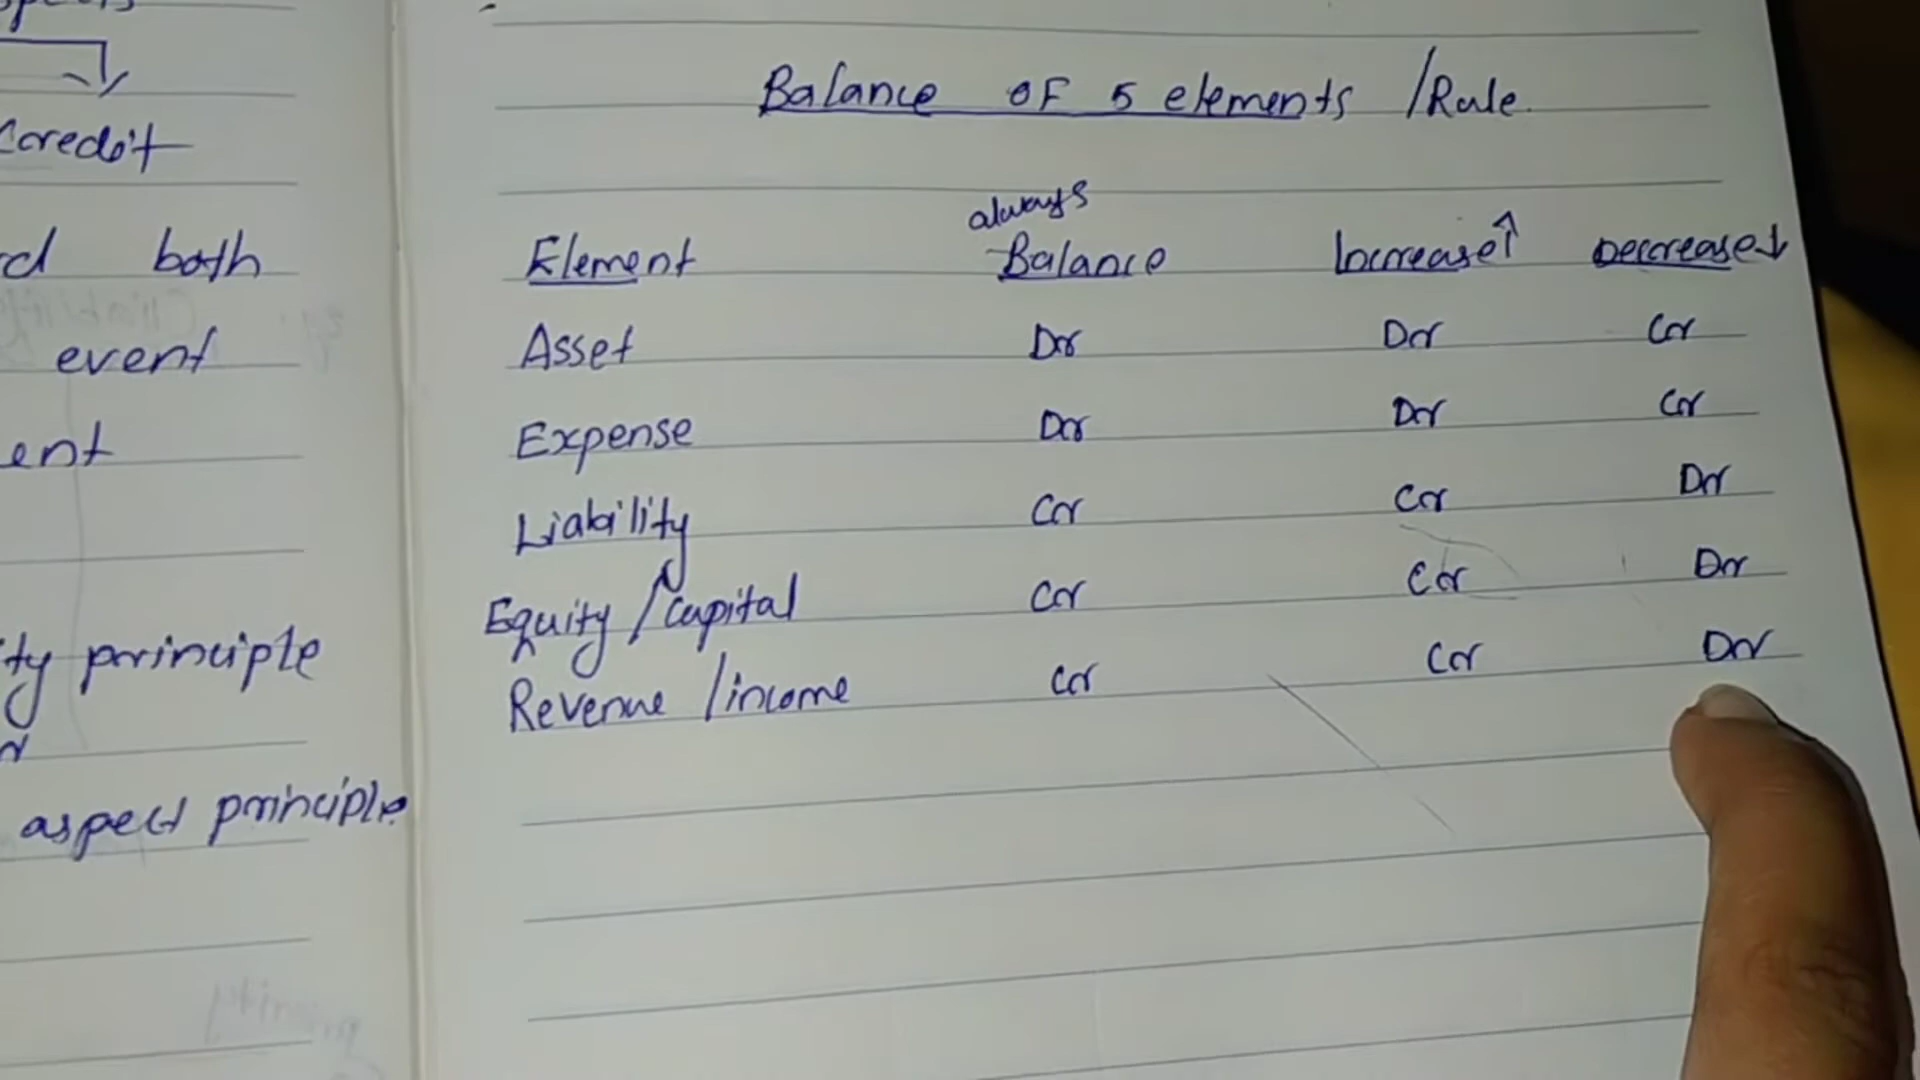 credit
both
event
principle
aspect principle
Balance OF 5 elements /Rule.
always
Element Balance Increase↑ Decrease↓
Asset Dr Dr Cr
Expense Dr Dr Cr
Liability Cr Cr Dr
Equity /capital Cr Cr Dr
Revenue /income Cr Cr Dr